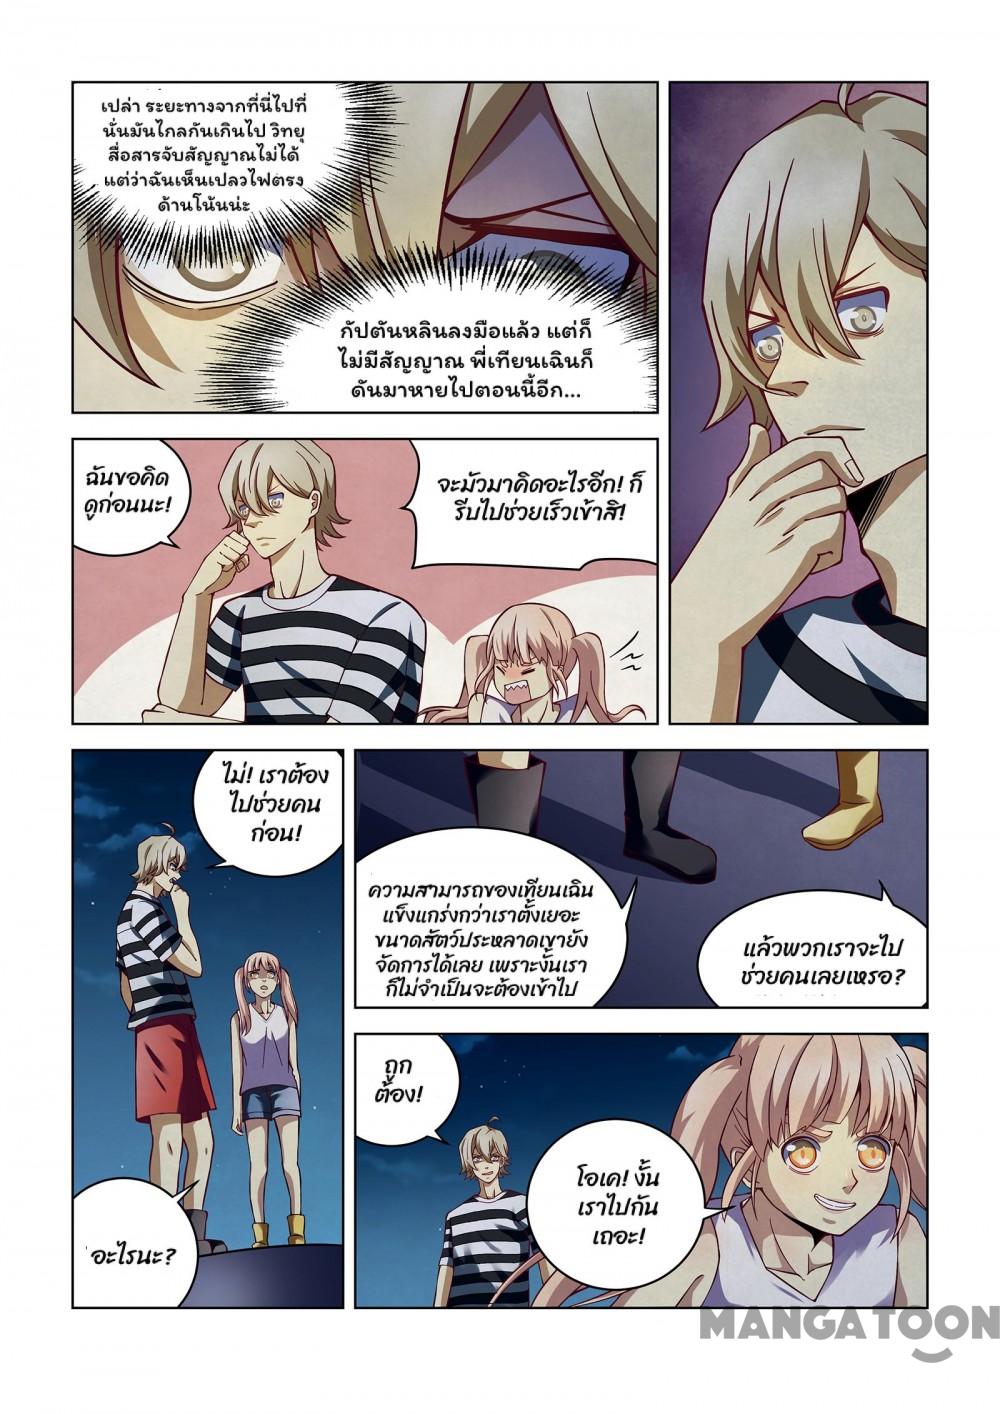 เปล่า ระยะทางจากที่นี่ไปที่
นั่นมันไกลกันเกินไป วิทยุ
สื่อสารจับสัญญาณไม่ได้
แต่ว่าฉันเห็นเปลวไฟตรง
ด้านโน้นน่ะ
กัปตันหลินลงมือแล้ว แต่ก็
ไม่มีสัญญาณ พี่เทียนเฉินก็
ดันมาหายไปตอนนี้อีก...
ฉันขอคิด
ดูก่อนนะ!
จะมัวมาคิดอะไรอีก! ก็
รีบไปช่วยเร็วเข้าสิ!
ไม่! เราต้อง
ไปช่วยคน
ก่อน!
อะไรนะ?
ความสามารถของเทียนเฉิน
แข็งแกร่งกว่าเราตั้งเยอะ
ขนาดสัตว์ประหลาดเขายัง
จัดการได้เลย เพราะงั้นเรา
ก็ไม่จำเป็นจะต้องเข้าไป
แล้วพวกเราจะไป
ช่วยคนเลยเหรอ?
ถูก
ต้อง!
โอเค! งั้น
เราไปกัน
เถอะ!
MANGATOON